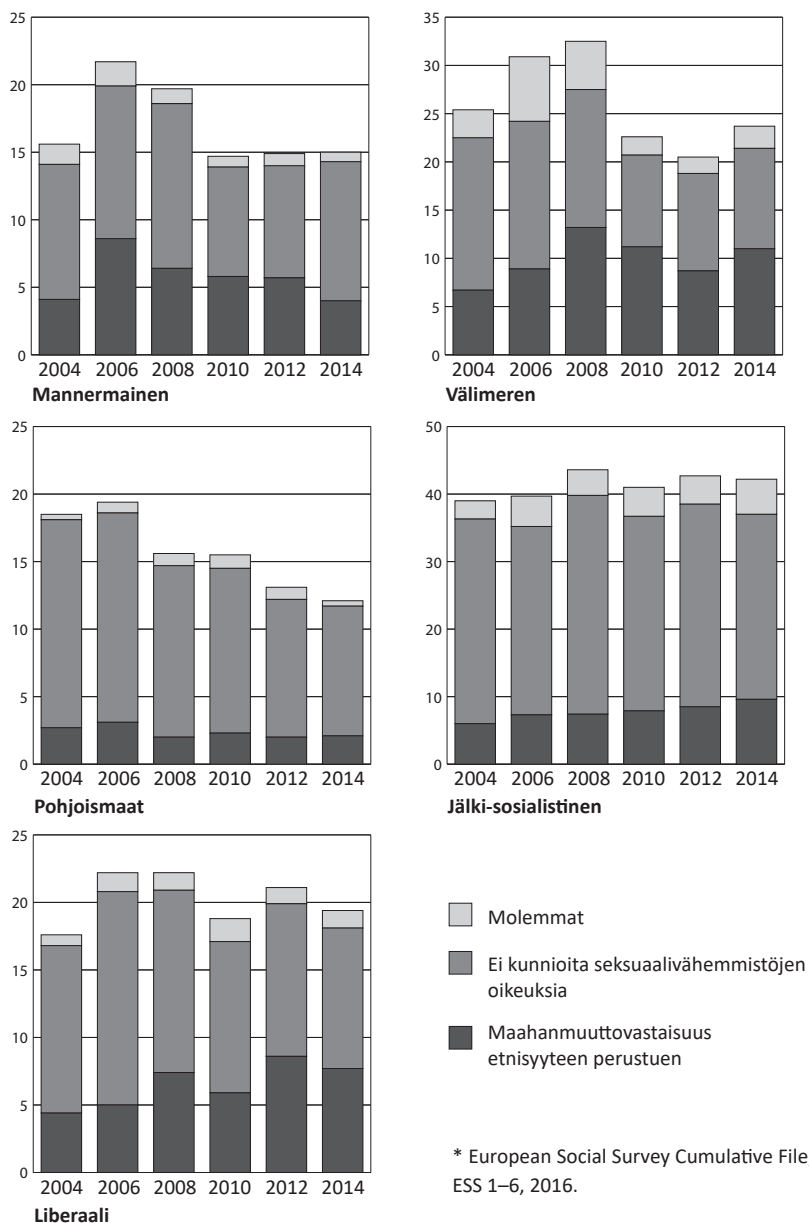 25
20
15
10
5
0
2004 2006 2008 2010 2012 2014
Mannermainen
35
30
25
20
15
10
5
0
2004 2006 2008 2010 2012 2014
Välimeren
25
20
15
10
5
0
2004 2006 2008 2010 2012 2014
Pohjoismaat
50
40
30
20
10
0
2004 2006 2008 2010 2012 2014
Jälki-sosialistinen
25
20
15
10
5
0
2004 2006 2008 2010 2012 2014
Liberaali
Molemmat
Ei kunnioita seksuaalivähemmistöjen
oikeuksia
Maahanmuuttovastaisuus
etnisyyteen perustuen
* European Social Survey Cumulative File
ESS 1–6, 2016.